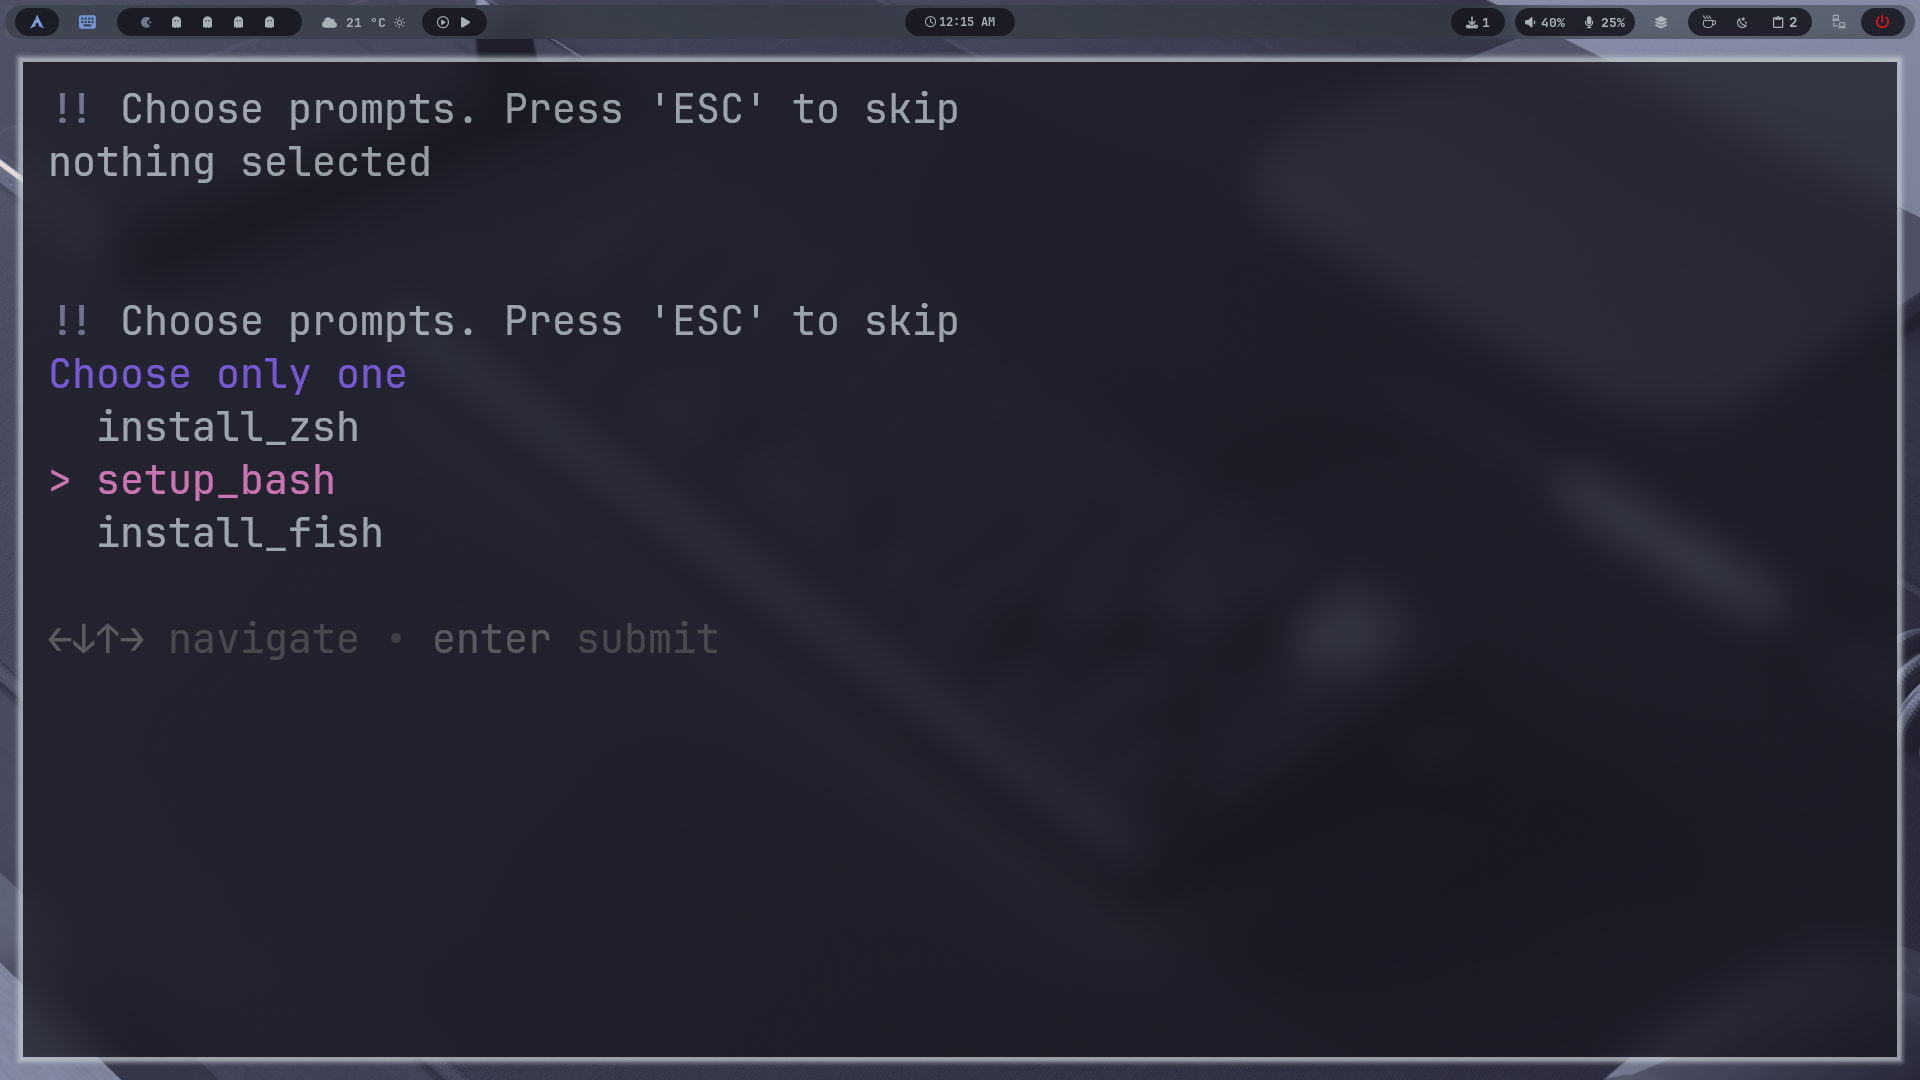 21 °C
12:15 AM
1
40% 25%
2
!! Choose prompts. Press 'ESC' to skip
nothing selected
!! Choose prompts. Press 'ESC' to skip
Choose only one
install_zsh
> setup_bash
install_fish
←↓↑→ navigate • enter submit